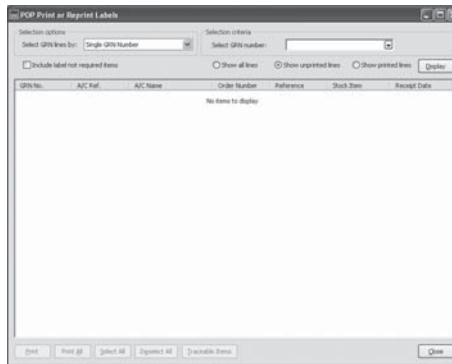 POP Print or Reprint Labels
Selection options
Select GRN lines by: Single GRN Number
Selection criteria
Select GRN number:
Include label not required items
Show all lines Show unprinted lines Show printed lines Display
GRN No. A/C Ref. A/C Name Order Number Reference Stock Item Receipt Date
No items to display
Print Print All Select All Deselect All Traceable Items Close